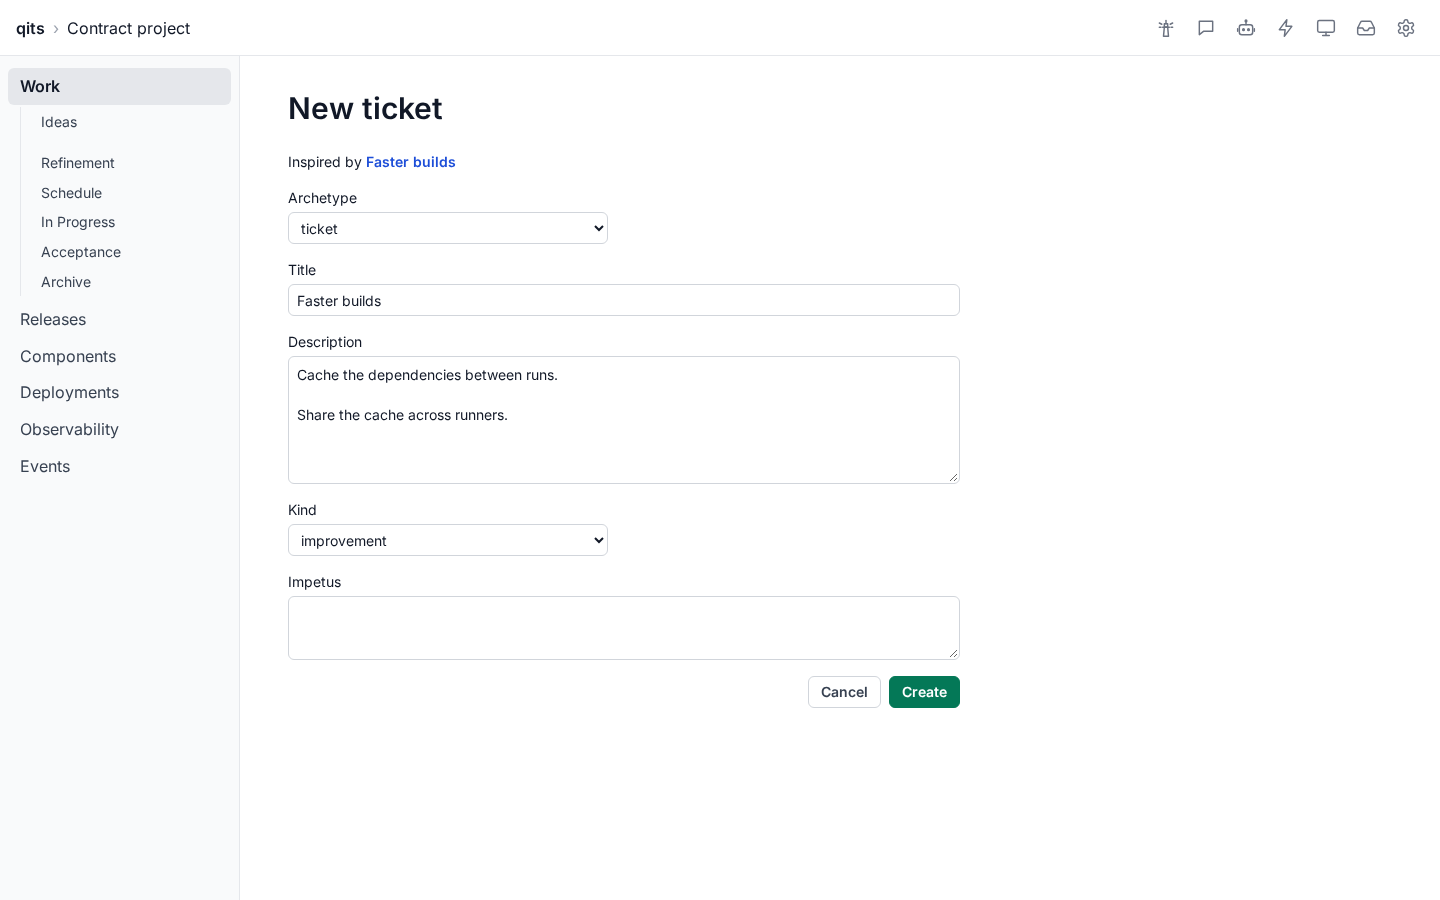 qits › Contract project
Work
Ideas
Refinement
Schedule
In Progress
Acceptance
Archive
Releases
Components
Deployments
Observability
Events
New ticket
Inspired by Faster builds
Archetype
ticket
Title
Faster builds
Description
Cache the dependencies between runs.
Share the cache across runners.
Kind
improvement
Impetus
Cancel
Create